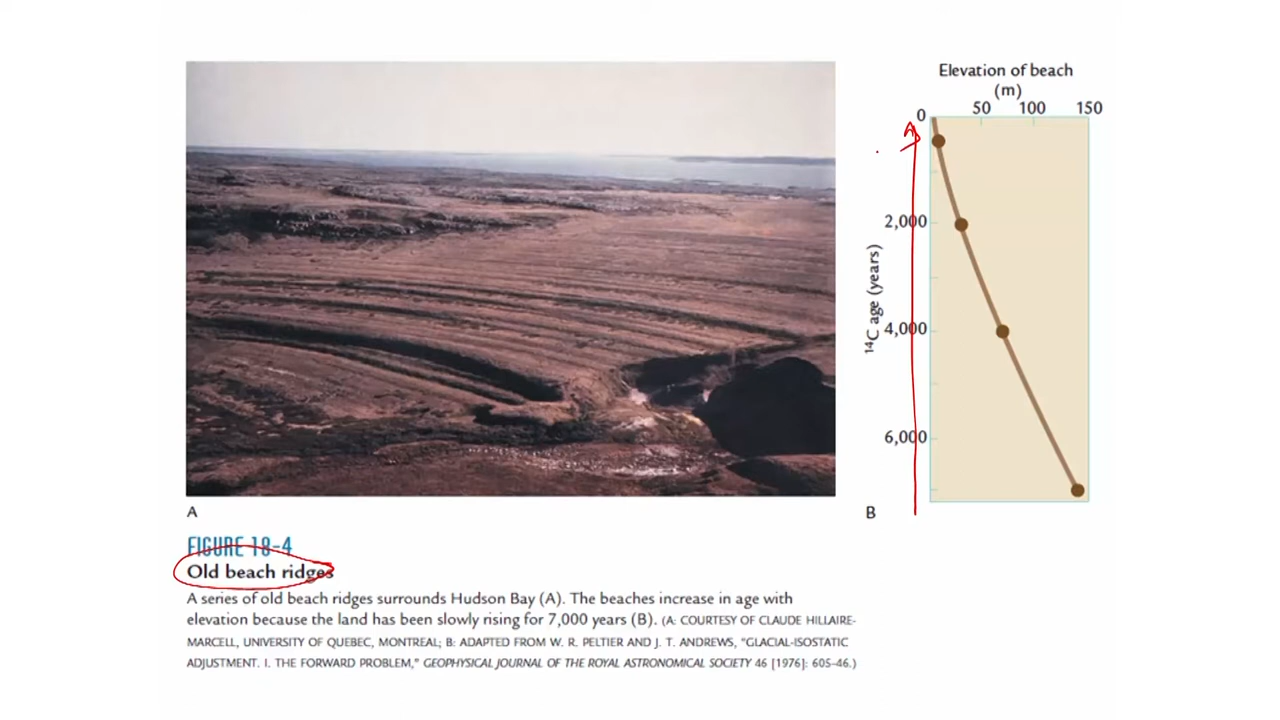 Elevation of beach
(m)
50 100 150
0
2,000
4,000
6,000
¹⁴C age (years)
A
B
FIGURE 18-4
Old beach ridges
A series of old beach ridges surrounds Hudson Bay (A). The beaches increase in age with
elevation because the land has been slowly rising for 7,000 years (B). (A: COURTESY OF CLAUDE HILLAIRE-
MARCELL, UNIVERSITY OF QUEBEC, MONTREAL; B: ADAPTED FROM W. R. PELTIER AND J. T. ANDREWS, "GLACIAL-ISOSTATIC
ADJUSTMENT. I. THE FORWARD PROBLEM," GEOPHYSICAL JOURNAL OF THE ROYAL ASTRONOMICAL SOCIETY 46 [1976]: 605-46.)